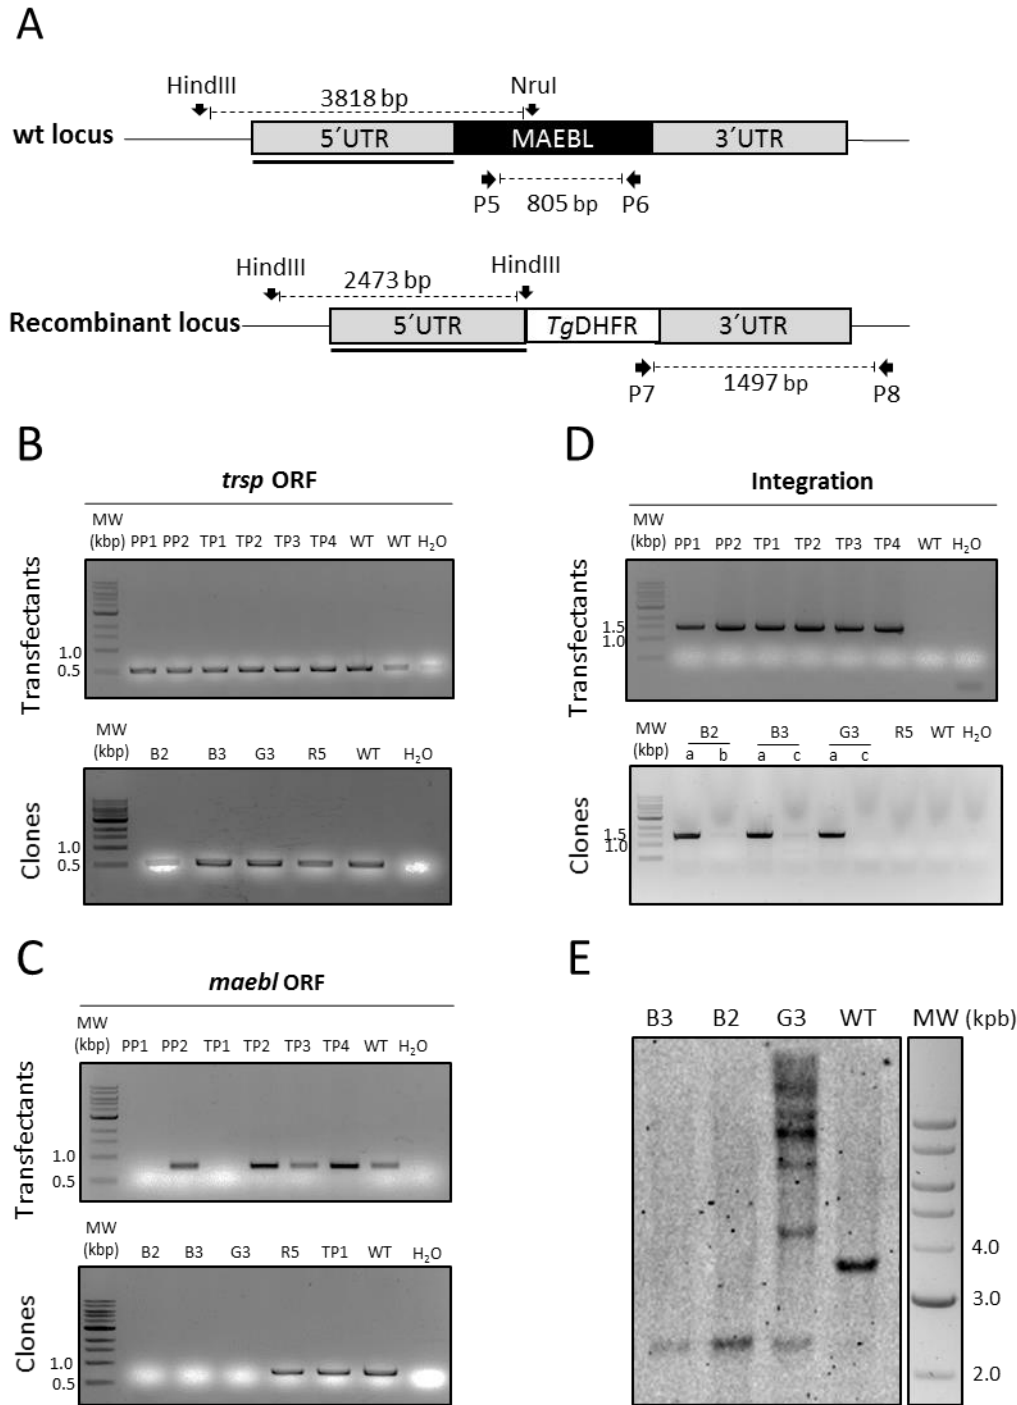 A
HindIII NruI
3818 bp
wt locus 5´UTR MAEBL 3´UTR
P5 805 bp P6
HindIII HindIII
2473 bp
Recombinant locus 5´UTR TgDHFR 3´UTR
P7 1497 bp P8
B
trsp ORF
MW
(kbp) PP1 PP2 TP1 TP2 TP3 TP4 WT WT H₂O
Transfectants
1.0
0.5
MW
(kbp) B2 B3 G3 R5 WT H₂O
Clones
1.0
0.5
C
maebl ORF
MW
(kbp) PP1 PP2 TP1 TP2 TP3 TP4 WT H₂O
Transfectants
1.0
0.5
MW
(kbp) B2 B3 G3 R5 TP1 WT H₂O
Clones
1.0
0.5
D
Integration
MW
(kbp) PP1 PP2 TP1 TP2 TP3 TP4 WT H₂O
Transfectants
1.5
1.0
MW
(kbp) B2 B3 G3 R5 WT H₂O
a b a c a c
Clones
1.5
1.0
E
B3 B2 G3 WT MW (kpb)
4.0
3.0
2.0